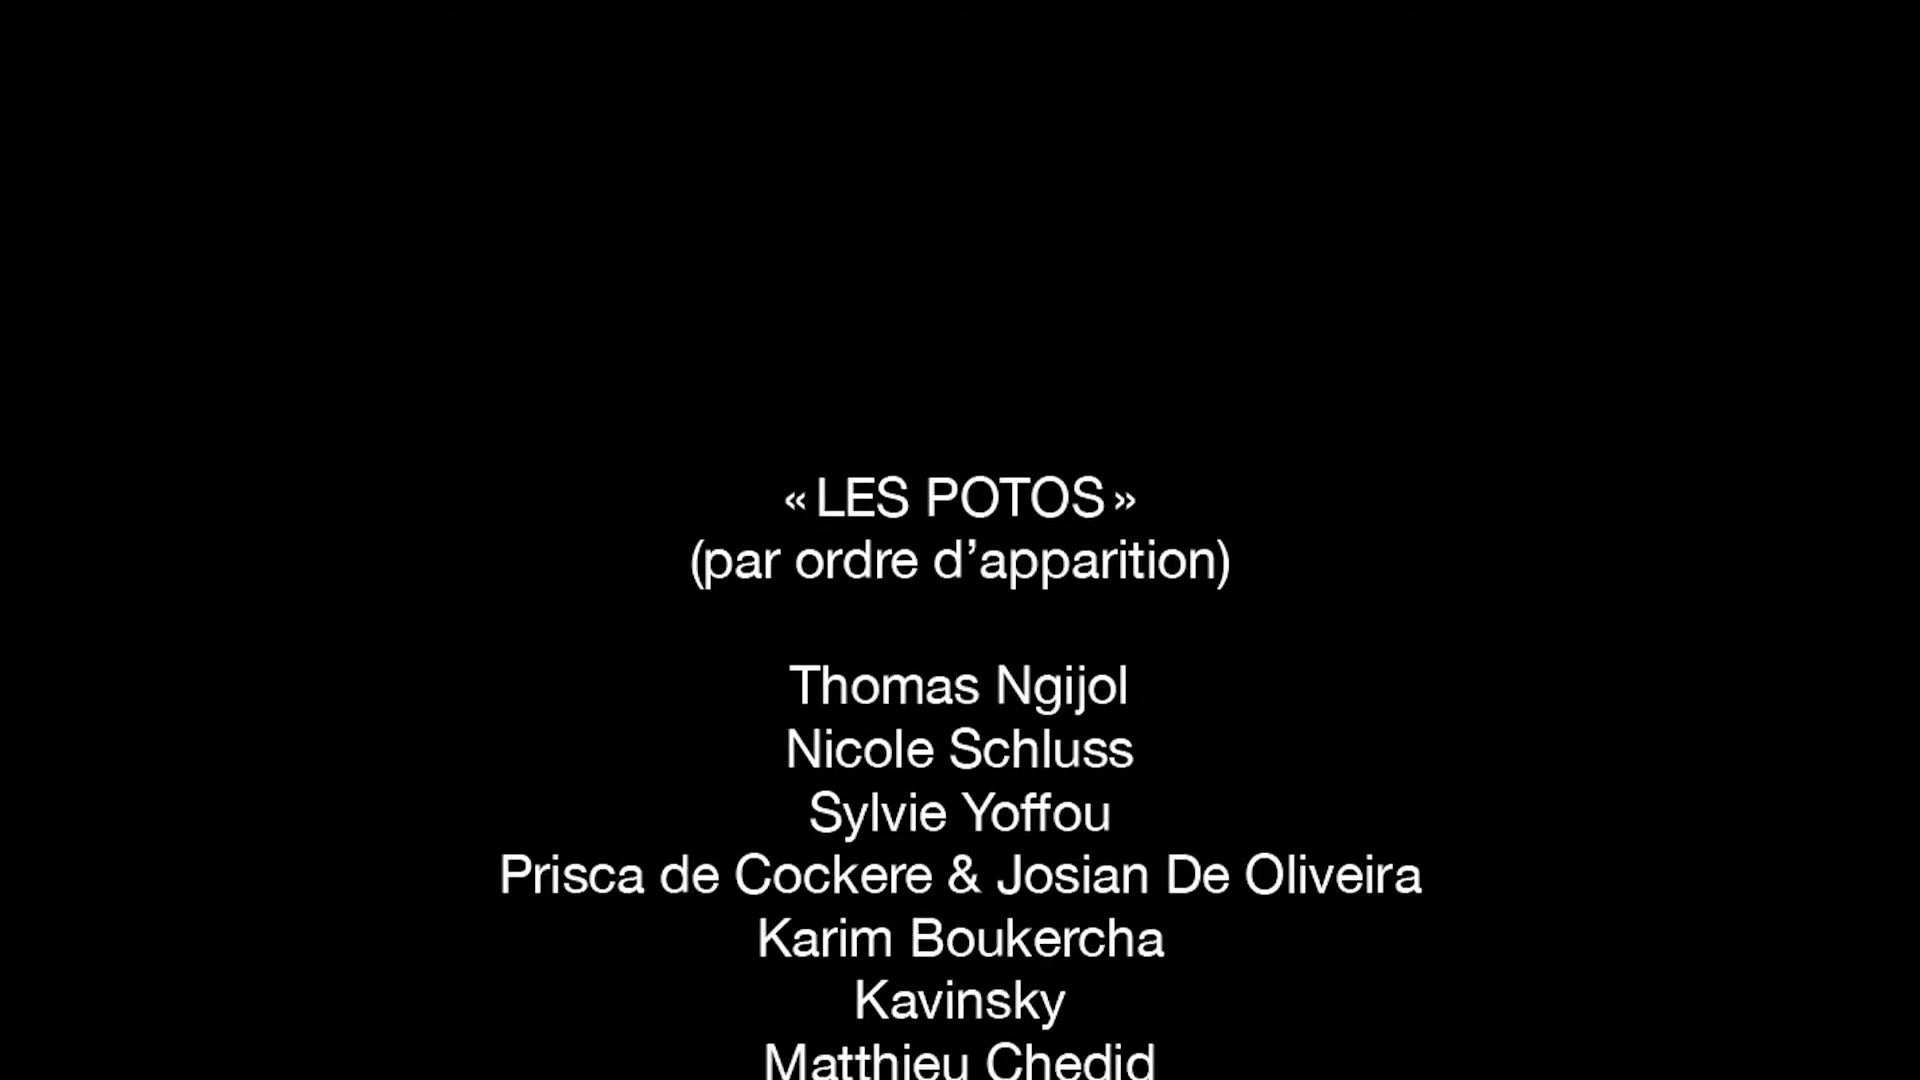 « LES POTOS »
(par ordre d’apparition)
Thomas Ngijol
Nicole Schluss
Sylvie Yoffou
Prisca de Cockere & Josian De Oliveira
Karim Boukercha
Kavinsky
Matthieu Chedid